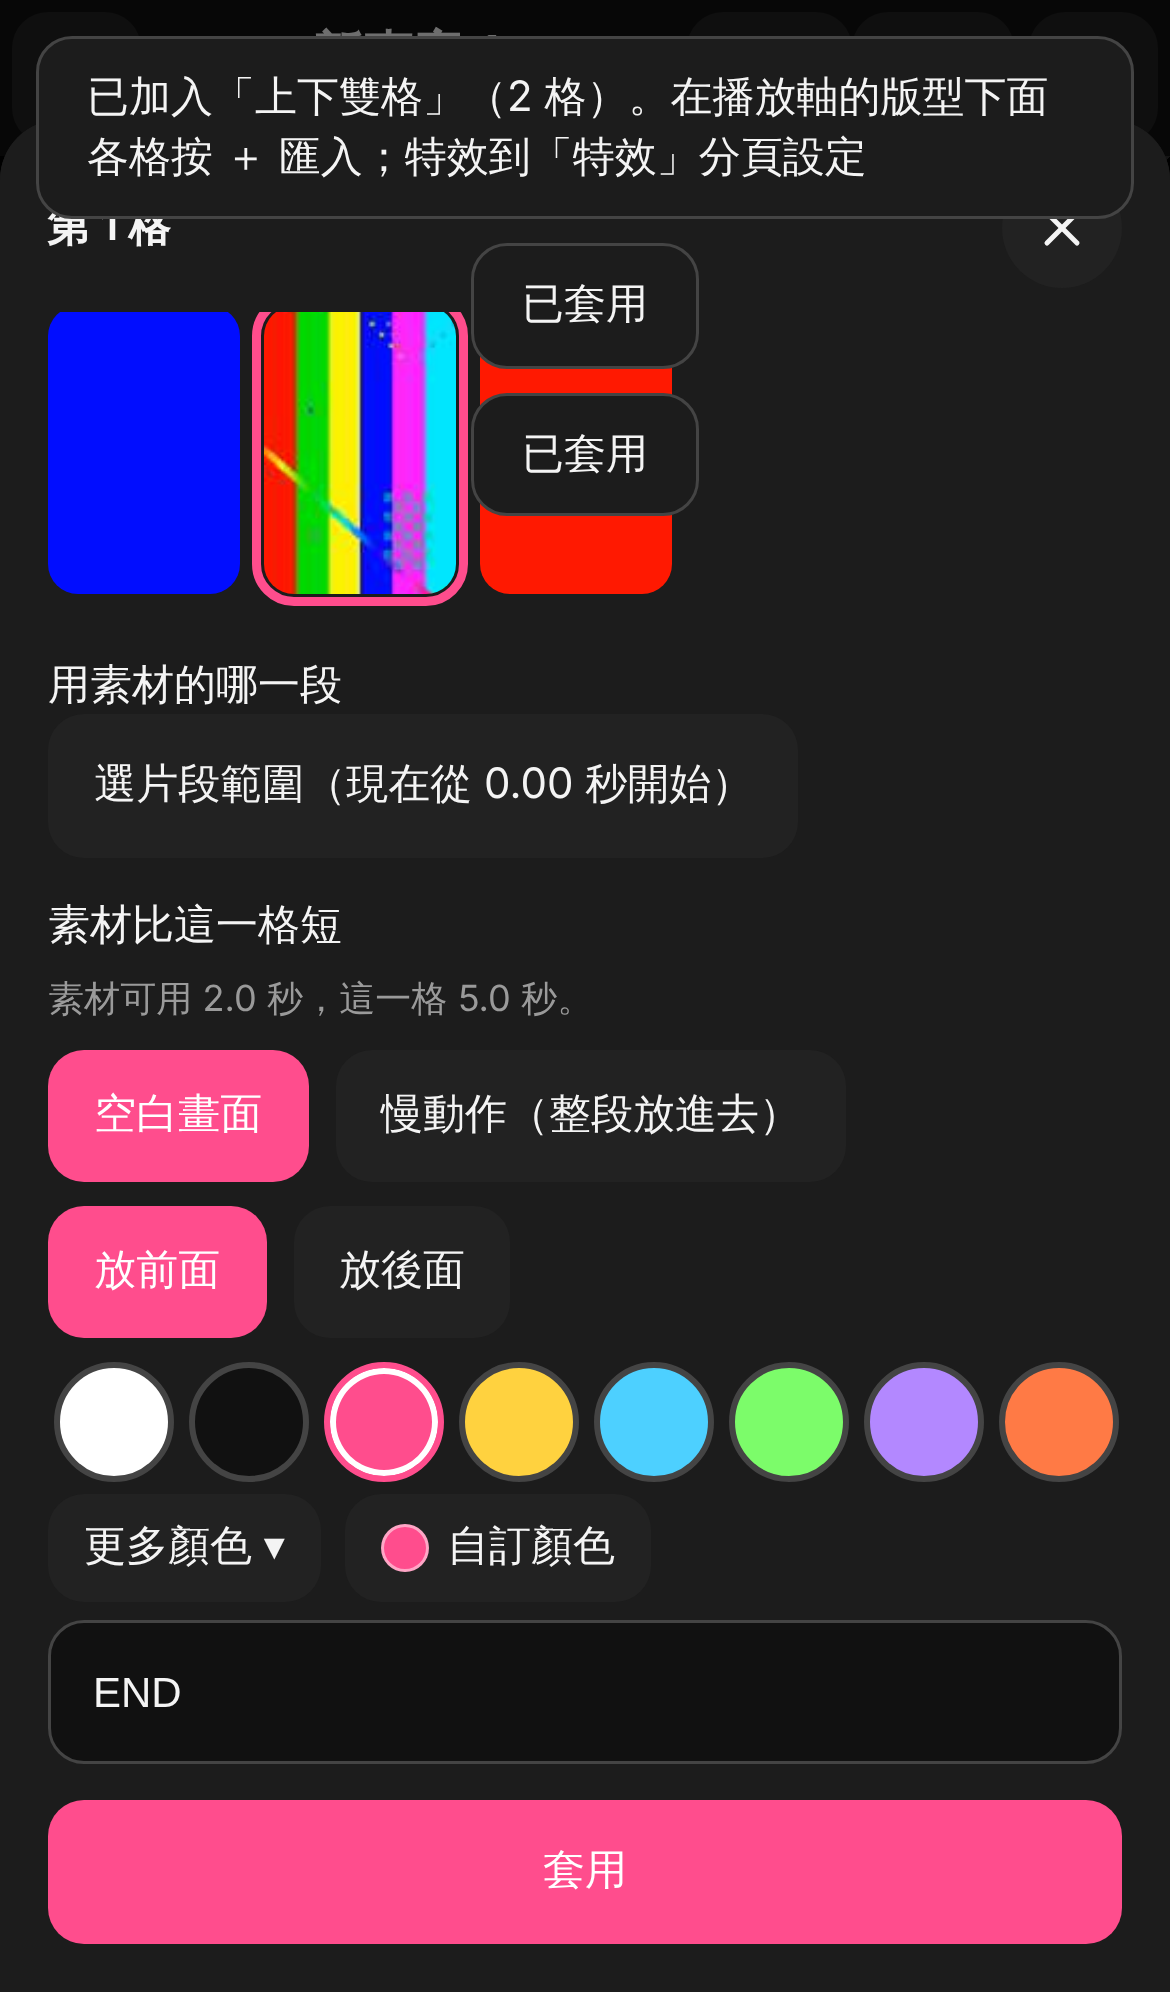 已加入「上下雙格」（2 格）。在播放軸的版型下面
各格按 ＋ 匯入；特效到「特效」分頁設定
第 1 格
已套用
已套用
用素材的哪一段
選片段範圍（現在從 0.00 秒開始）
素材比這一格短
素材可用 2.0 秒，這一格 5.0 秒。
空白畫面
慢動作（整段放進去）
放前面
放後面
更多顏色 ▾
自訂顏色
END
套用